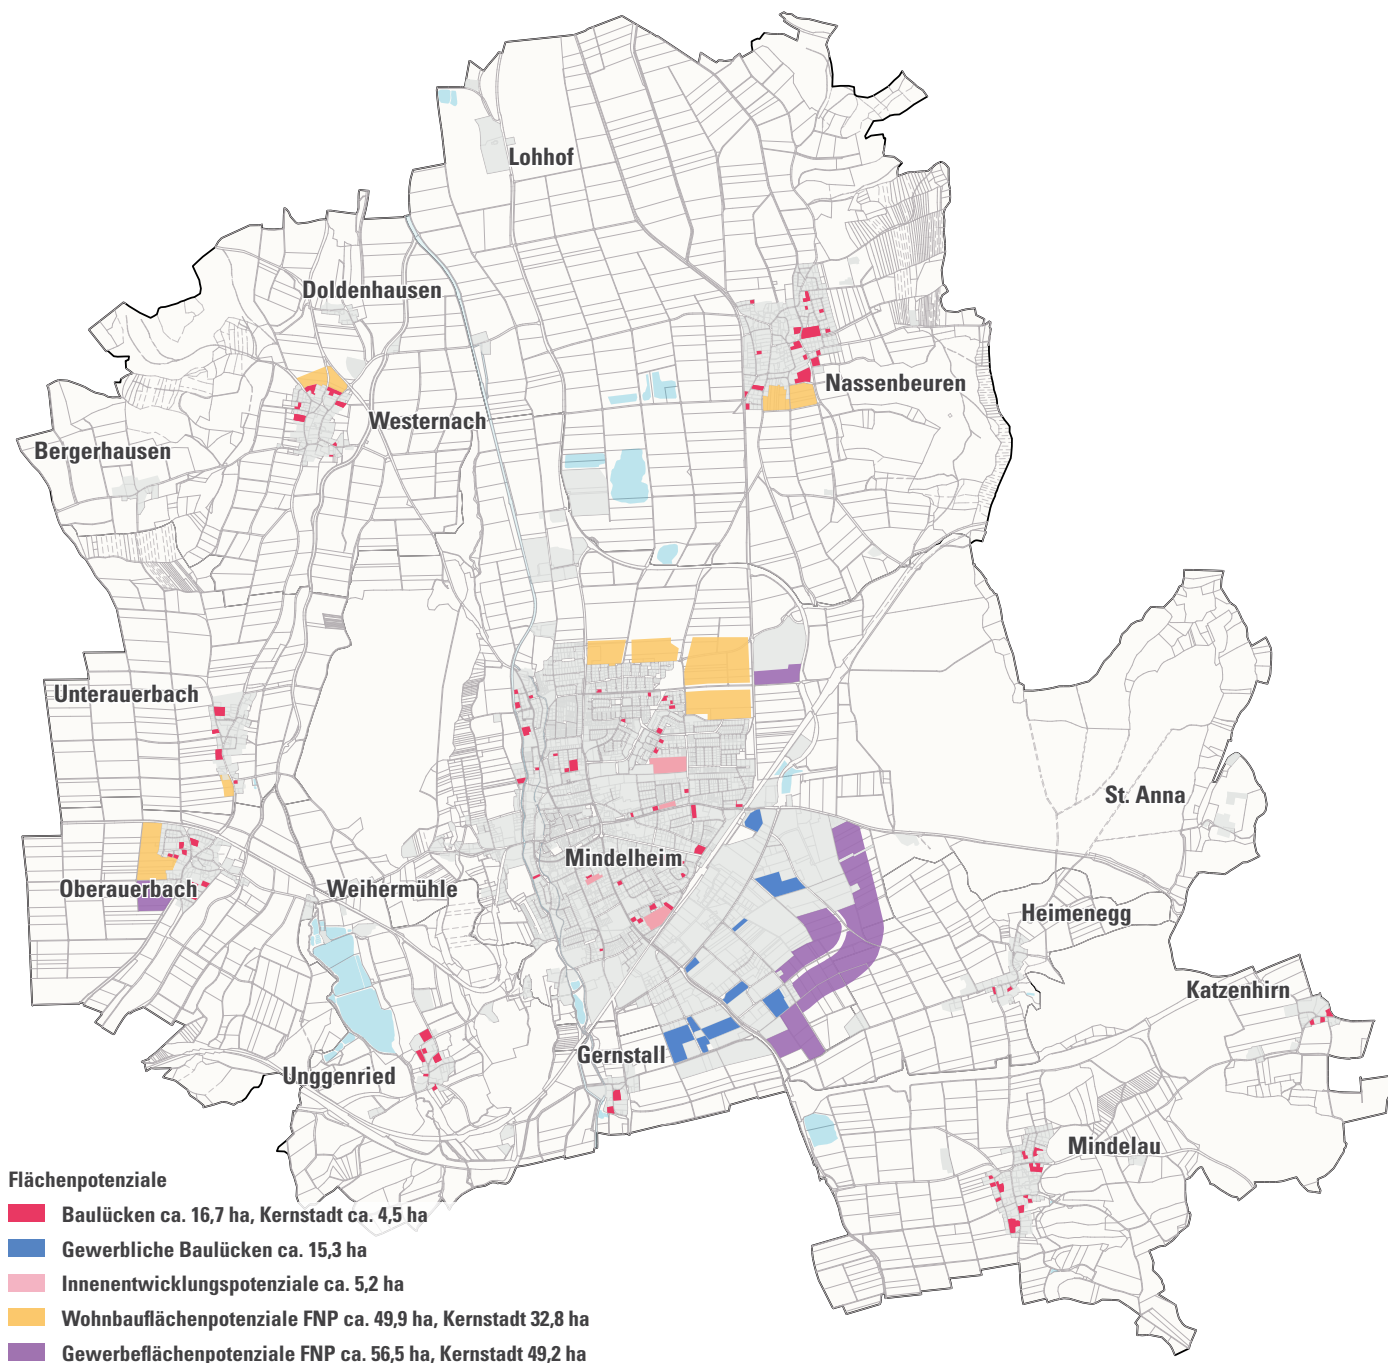 Lohhof
Doldenhausen
Nassenbeuren
Westernach
Bergerhausen
Unterauerbach
St. Anna
Mindelheim
Oberauerbach
Weihermühle
Heimenegg
Katzenhirn
Gernstall
Unggenried
Mindelau
Flächenpotenziale
Baulücken ca. 16,7 ha, Kernstadt ca. 4,5 ha
Gewerbliche Baulücken ca. 15,3 ha
Innenentwicklungspotenziale ca. 5,2 ha
Wohnbauflächenpotenziale FNP ca. 49,9 ha, Kernstadt 32,8 ha
Gewerbeflächenpotenziale FNP ca. 56,5 ha, Kernstadt 49,2 ha